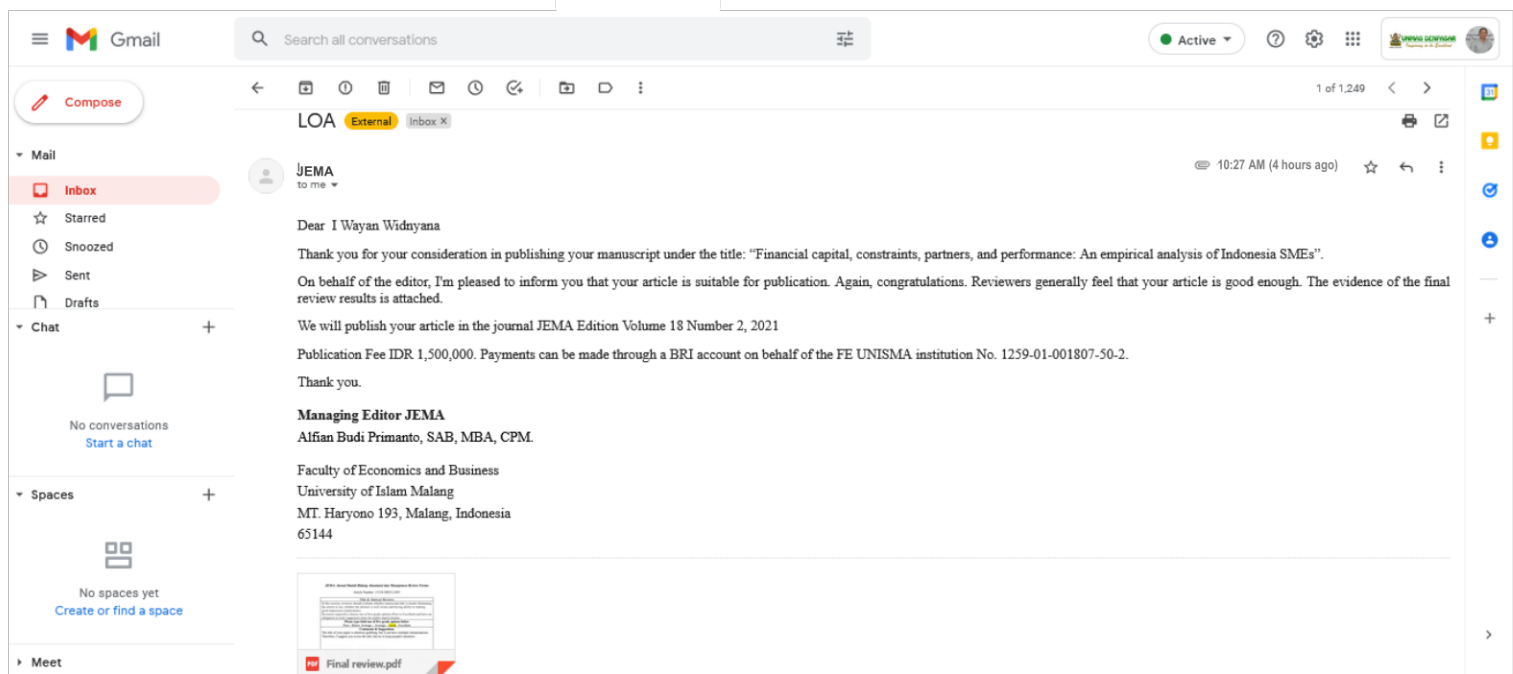 Gmail
Search all conversations
Active
UNMAS DENPASAR
Compose
1 of 1,249
31
LOA External Inbox ×
Mail
JEMA
10:27 AM (4 hours ago)
to me
Inbox
Starred
Snoozed
Sent
Drafts
Dear I Wayan Widnyana
Thank you for your consideration in publishing your manuscript under the title: “Financial capital, constraints, partners, and performance: An empirical analysis of Indonesia SMEs”.
On behalf of the editor, I'm pleased to inform you that your article is suitable for publication. Again, congratulations. Reviewers generally feel that your article is good enough. The evidence of the final
review results is attached.
We will publish your article in the journal JEMA Edition Volume 18 Number 2, 2021
Publication Fee IDR 1,500,000. Payments can be made through a BRI account on behalf of the FE UNISMA institution No. 1259-01-001807-50-2.
Thank you.
Managing Editor JEMA
Alfian Budi Primanto, SAB, MBA, CPM.
Faculty of Economics and Business
University of Islam Malang
MT. Haryono 193, Malang, Indonesia
65144
Chat
No conversations
Start a chat
Spaces
No spaces yet
Create or find a space
Meet
PDF Final review.pdf